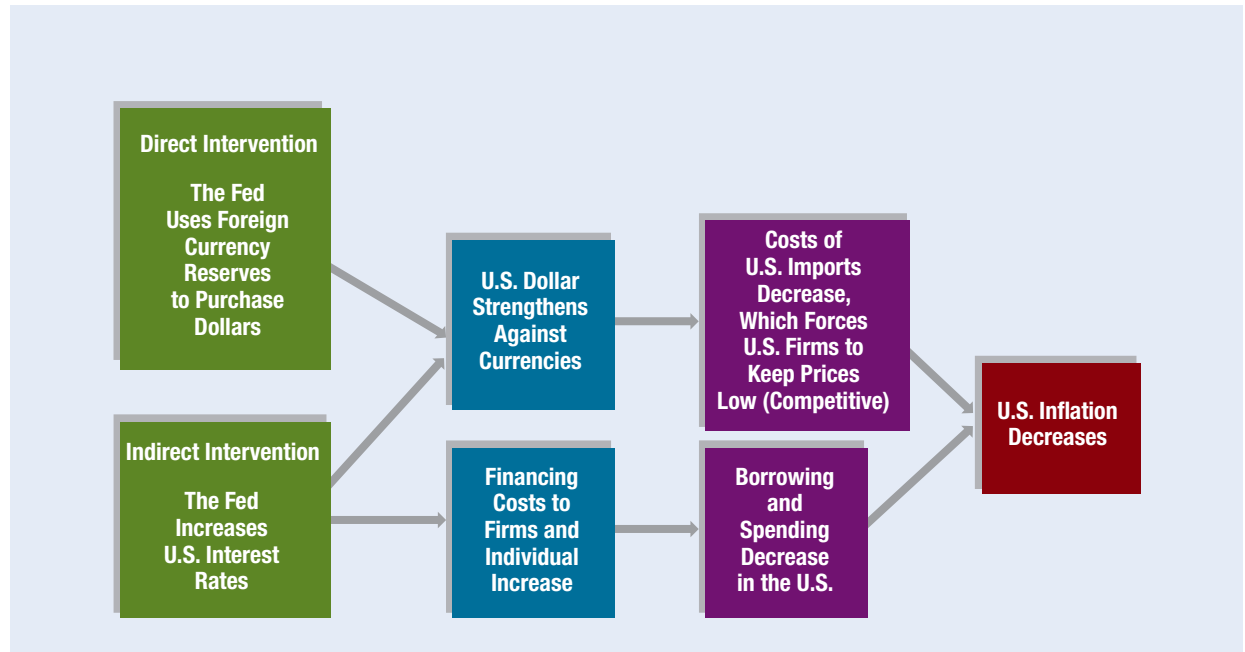 Direct Intervention
The Fed
Uses Foreign
Currency
Reserves
to Purchase
Dollars
Indirect Intervention
The Fed
Increases
U.S. Interest
Rates
U.S. Dollar
Strengthens
Against
Currencies
Financing
Costs to
Firms and
Individual
Increase
Costs of
U.S. Imports
Decrease,
Which Forces
U.S. Firms to
Keep Prices
Low (Competitive)
Borrowing
and
Spending
Decrease
in the U.S.
U.S. Inflation
Decreases